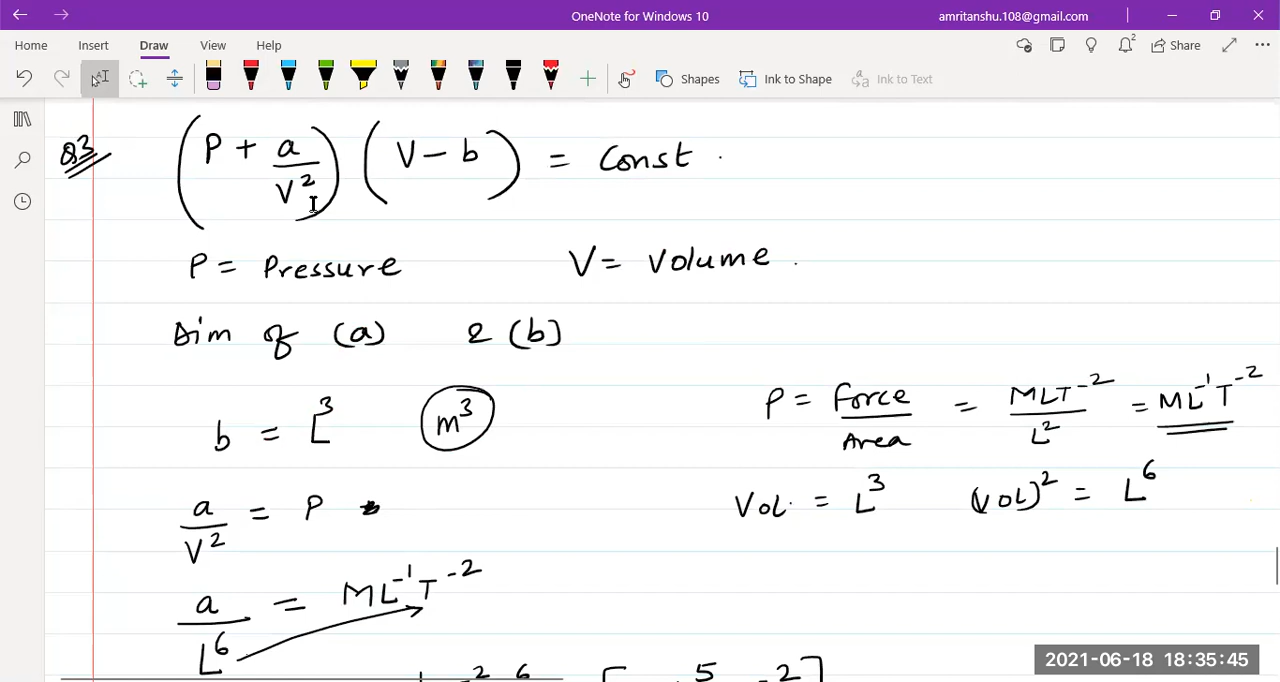 OneNote for Windows 10
amritanshu.108@gmail.com
Home Insert Draw View Help
Share
Shapes Ink to Shape Ink to Text
Q3 (P + a/V²) (V − b) = Const.
P = Pressure V = Volume.
Dim of (a) & (b)
b = L³ m³
P = Force/Area = MLT⁻²/L² = ML⁻¹T⁻²
Vol. = L³ (VOL)² = L⁶
a/V² = P
a/L⁶ = ML⁻¹T⁻²
2021-06-18 18:35:45